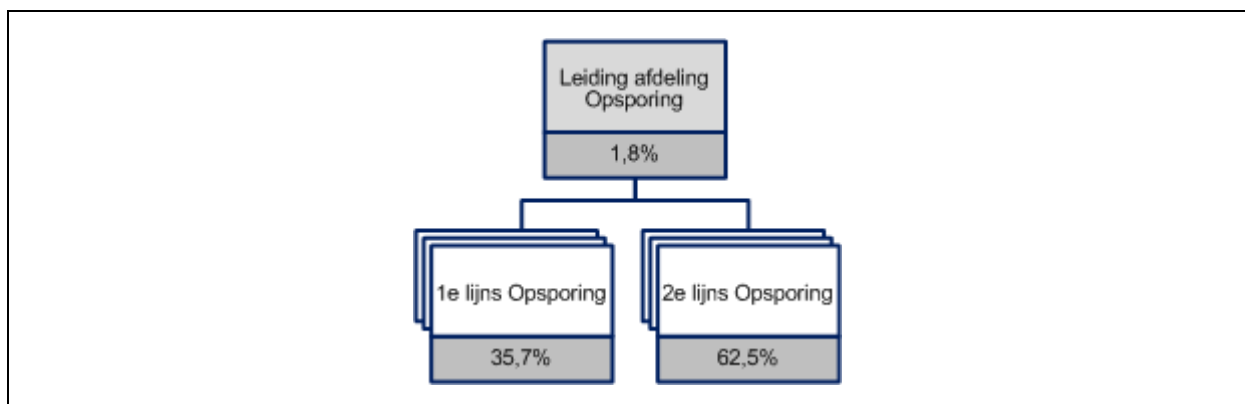 Leiding afdeling
Opsporing
1,8%
1e lijns Opsporing
2e lijns Opsporing
35,7%
62,5%